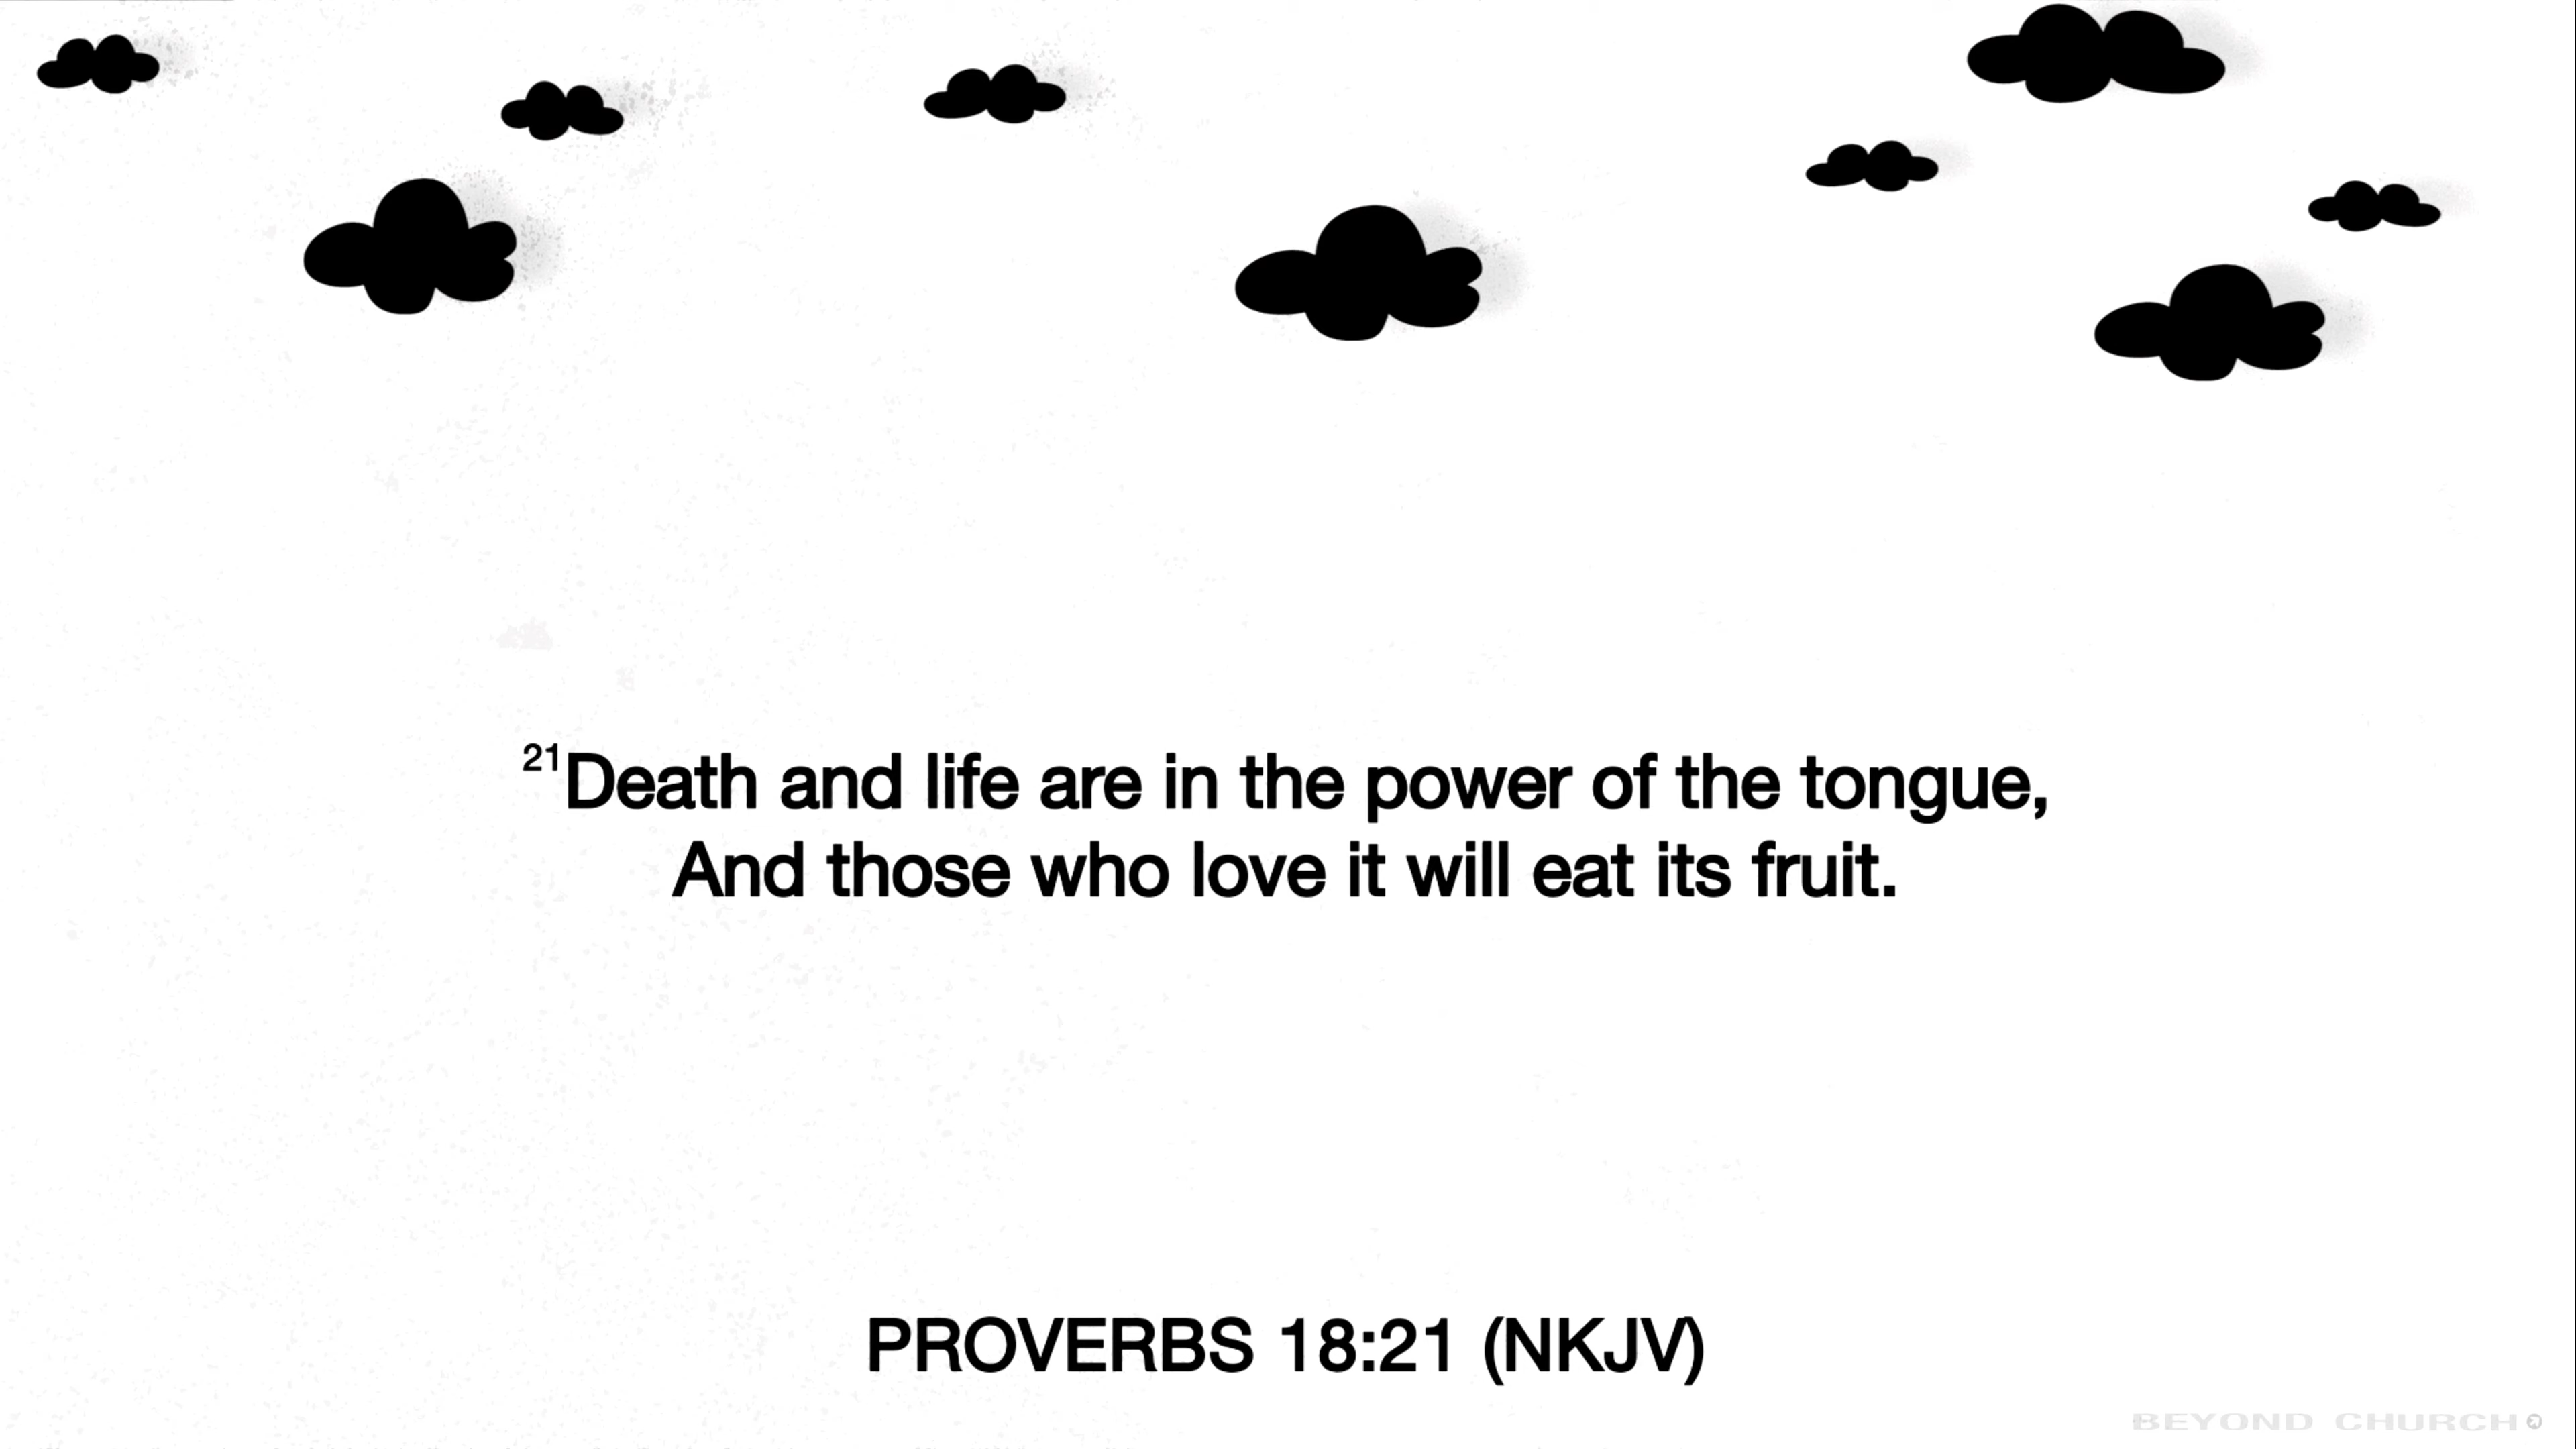 21Death and life are in the power of the tongue,
And those who love it will eat its fruit.
PROVERBS 18:21 (NKJV)
BEYOND CHURCH